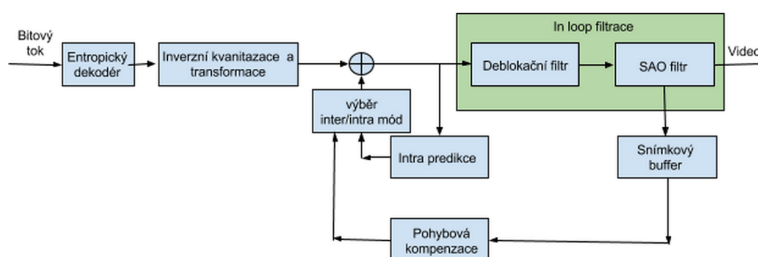 In loop filtrace
Bitový
tok
Video
Entropický
dekodér
Inverzní kvanitazace a
transformace
Deblokační filtr
SAO filtr
výběr
inter/intra mód
Intra predikce
Snímkový
buffer
Pohybová
kompenzace